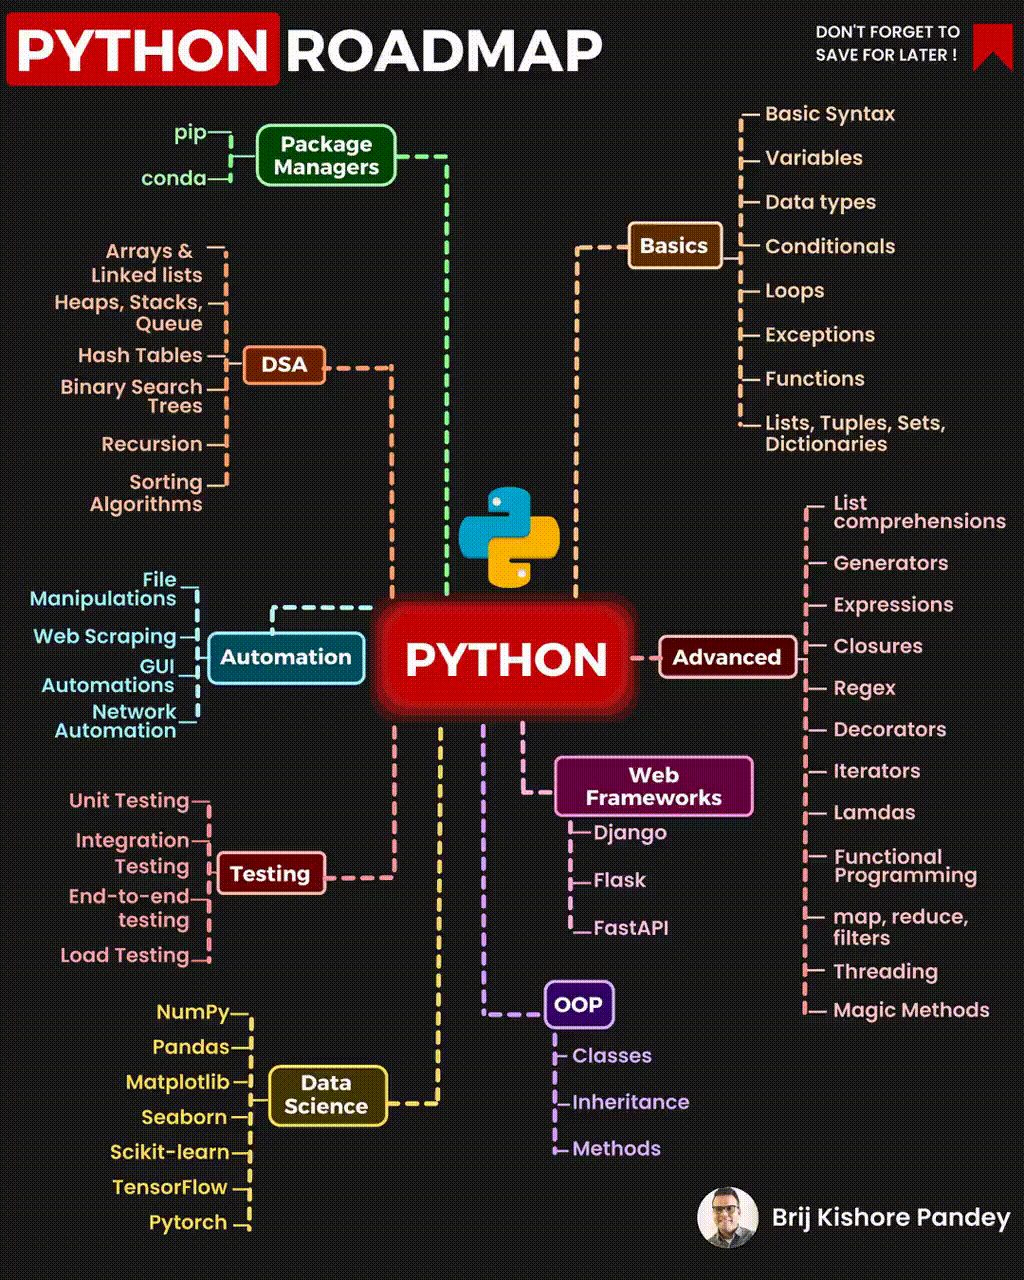 PYTHON ROADMAP
DON'T FORGET TO
SAVE FOR LATER !
pip
conda
Package
Managers
Arrays &
Linked lists
Heaps, Stacks,
Queue
Hash Tables
Binary Search
Trees
Recursion
Sorting
Algorithms
DSA
File
Manipulations
Web Scraping
GUI
Automations
Network
Automation
Automation
Unit Testing
Integration
Testing
End-to-end
testing
Load Testing
Testing
NumPy
Pandas
Matplotlib
Seaborn
Scikit-learn
TensorFlow
Pytorch
Data
Science
PYTHON
Basics
Basic Syntax
Variables
Data types
Conditionals
Loops
Exceptions
Functions
Lists, Tuples, Sets,
Dictionaries
Advanced
List
comprehensions
Generators
Expressions
Closures
Regex
Decorators
Iterators
Lamdas
Functional
Programming
map, reduce,
filters
Threading
Magic Methods
Web
Frameworks
Django
Flask
FastAPI
OOP
Classes
Inheritance
Methods
Brij Kishore Pandey